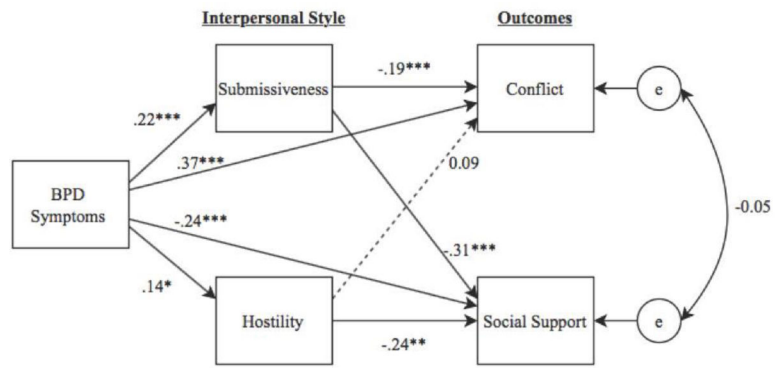 Interpersonal Style
Outcomes
Submissiveness
-.19***
Conflict
e
.22***
.37***
0.09
BPD
Symptoms
-.24***
-0.05
-.31***
.14*
Hostility
-.24**
Social Support
e